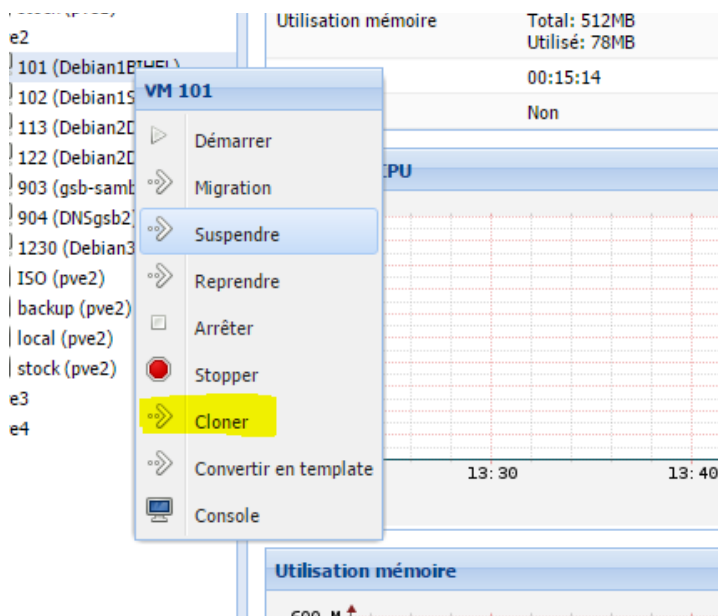 e2
101 (Debian1BIHEL)
102 (Debian1S
113 (Debian2D
122 (Debian2D
903 (gsb-samb
904 (DNSgsb2)
1230 (Debian3
ISO (pve2)
backup (pve2)
local (pve2)
stock (pve2)
e3
e4
VM 101
Démarrer
Migration
Suspendre
Reprendre
Arrêter
Stopper
Cloner
Convertir en template
Console
Utilisation mémoire
Total: 512MB
Utilisé: 78MB
00:15:14
Non
CPU
13:30
13:40
Utilisation mémoire
600 M